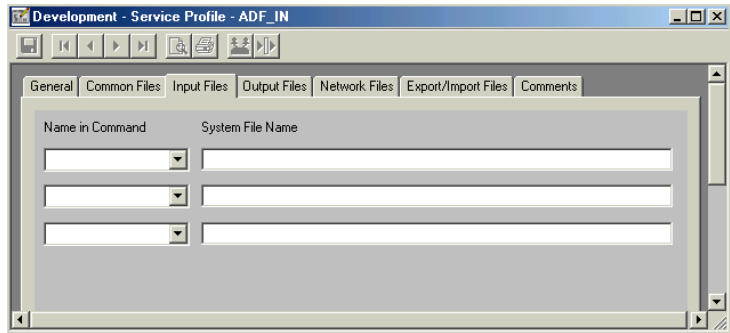 Development - Service Profile - ADF_IN
General Common Files Input Files Output Files Network Files Export/Import Files Comments
Name in Command System File Name